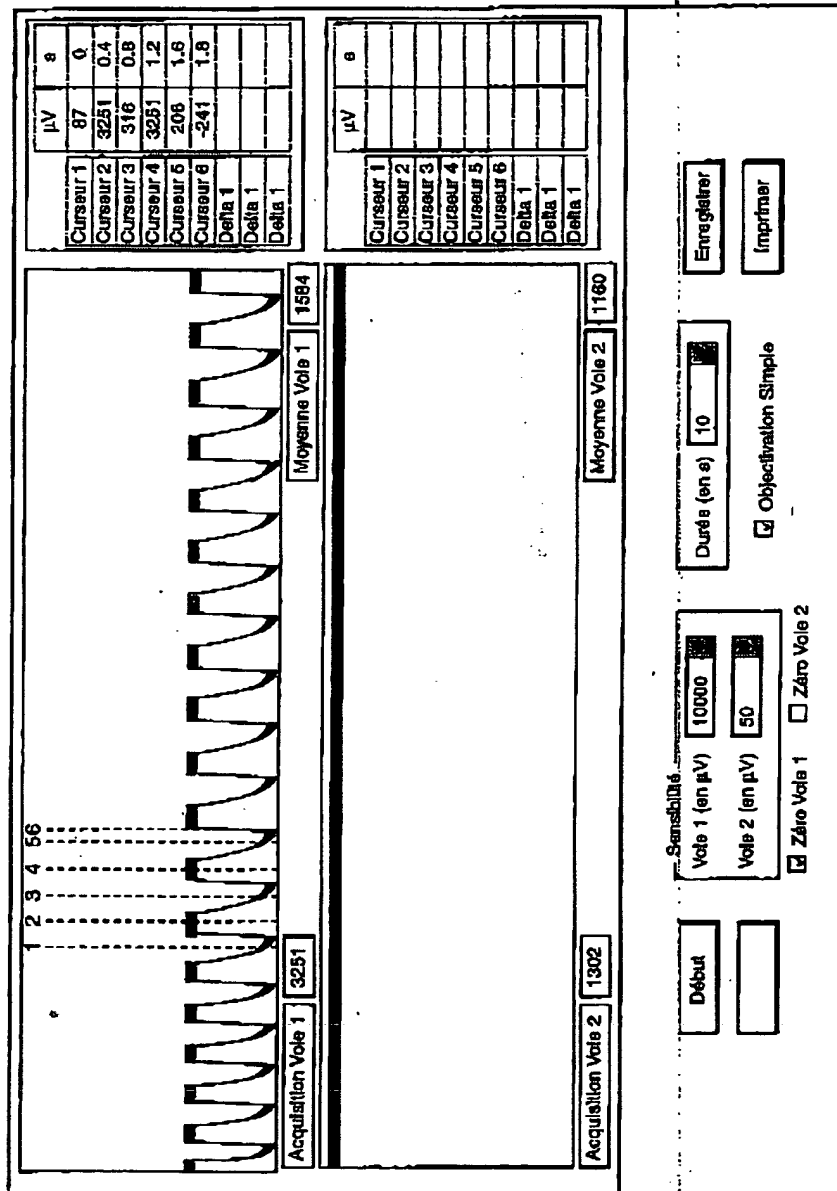 1 2 3 4 5 6
µV s
Curseur 1 87 0
Curseur 2 3251 0.4
Curseur 3 316 0.8
Curseur 4 3251 1.2
Curseur 5 206 1.6
Curseur 6 -241 1.8
Delta 1
Delta 1
Delta 1
Acquisition Voie 1 3251 Moyenne Voie 1 1584
µV s
Curseur 1
Curseur 2
Curseur 3
Curseur 4
Curseur 5
Curseur 6
Delta 1
Delta 1
Delta 1
Acquisition Voie 2 1302 Moyenne Voie 2 1160
Sensibilité
Début Voie 1 (en µV) 10000 Durée (en s) 10 Enregistrer
Voie 2 (en µV) 50 Imprimer
Objectivation Simple
Zéro Voie 1 Zéro Voie 2